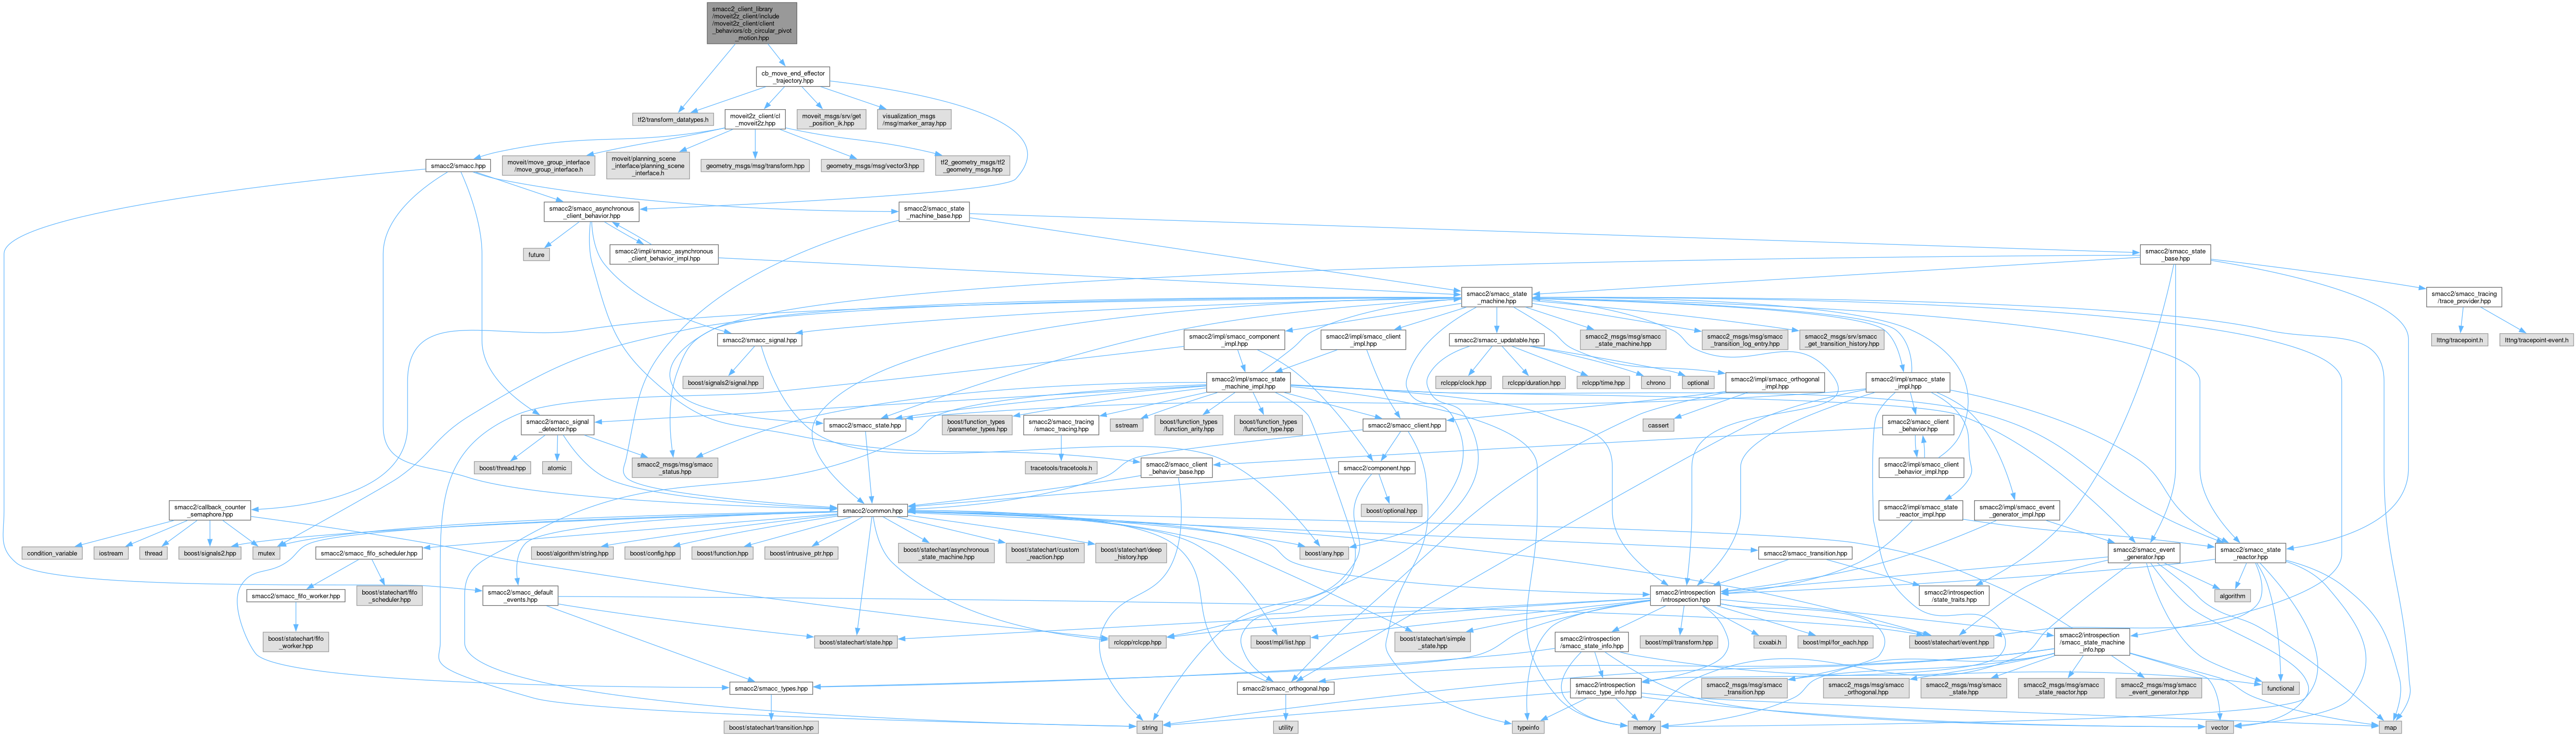 smacc2_client_library
/moveit2z_client/include
/moveit2z_client/client
_behaviors/cb_circular_pivot
_motion.hpp
cb_move_end_effector
_trajectory.hpp
tf2/transform_datatypes.h
moveit2z_client/cl
_moveit2z.hpp
moveit_msgs/srv/get
_position_ik.hpp
visualization_msgs
/msg/marker_array.hpp
smacc2/smacc.hpp
moveit/move_group_interface
/move_group_interface.h
moveit/planning_scene
_interface/planning_scene
_interface.h
geometry_msgs/msg/transform.hpp
geometry_msgs/msg/vector3.hpp
tf2_geometry_msgs/tf2
_geometry_msgs.hpp
smacc2/smacc_asynchronous
_client_behavior.hpp
smacc2/smacc_state
_machine_base.hpp
future
smacc2/impl/smacc_asynchronous
_client_behavior_impl.hpp
smacc2/smacc_state
_base.hpp
smacc2/smacc_state
_machine.hpp
smacc2/smacc_tracing
/trace_provider.hpp
smacc2/smacc_signal.hpp
smacc2/impl/smacc_component
_impl.hpp
smacc2/impl/smacc_client
_impl.hpp
smacc2/smacc_updatable.hpp
smacc2_msgs/msg/smacc
_state_machine.hpp
smacc2_msgs/msg/smacc
_transition_log_entry.hpp
smacc2_msgs/srv/smacc
_get_transition_history.hpp
lttng/tracepoint.h
lttng/tracepoint-event.h
boost/signals2/signal.hpp
smacc2/impl/smacc_state
_machine_impl.hpp
rclcpp/clock.hpp
rclcpp/duration.hpp
rclcpp/time.hpp
chrono
optional
smacc2/impl/smacc_orthogonal
_impl.hpp
smacc2/impl/smacc_state
_impl.hpp
smacc2/smacc_signal
_detector.hpp
smacc2/smacc_state.hpp
boost/function_types
/parameter_types.hpp
smacc2/smacc_tracing
/smacc_tracing.hpp
sstream
boost/function_types
/function_arity.hpp
boost/function_types
/function_type.hpp
smacc2/smacc_client.hpp
cassert
smacc2/smacc_client
_behavior.hpp
boost/thread.hpp
atomic
smacc2_msgs/msg/smacc
_status.hpp
tracetools/tracetools.h
smacc2/smacc_client
_behavior_base.hpp
smacc2/component.hpp
smacc2/impl/smacc_client
_behavior_impl.hpp
smacc2/callback_counter
_semaphore.hpp
smacc2/common.hpp
boost/optional.hpp
smacc2/impl/smacc_state
_reactor_impl.hpp
smacc2/impl/smacc_event
_generator_impl.hpp
condition_variable
iostream
thread
boost/signals2.hpp
mutex
smacc2/smacc_fifo_scheduler.hpp
boost/algorithm/string.hpp
boost/config.hpp
boost/function.hpp
boost/intrusive_ptr.hpp
boost/statechart/asynchronous
_state_machine.hpp
boost/statechart/custom
_reaction.hpp
boost/statechart/deep
_history.hpp
boost/any.hpp
smacc2/smacc_transition.hpp
smacc2/smacc_event
_generator.hpp
smacc2/smacc_state
_reactor.hpp
smacc2/smacc_fifo_worker.hpp
boost/statechart/fifo
_scheduler.hpp
smacc2/smacc_default
_events.hpp
smacc2/introspection
/introspection.hpp
smacc2/introspection
/state_traits.hpp
algorithm
boost/statechart/fifo
_worker.hpp
boost/statechart/state.hpp
rclcpp/rclcpp.hpp
boost/mpl/list.hpp
boost/statechart/simple
_state.hpp
smacc2/introspection
/smacc_state_info.hpp
boost/mpl/transform.hpp
cxxabi.h
boost/mpl/for_each.hpp
boost/statechart/event.hpp
smacc2/introspection
/smacc_state_machine
_info.hpp
smacc2/smacc_types.hpp
smacc2/smacc_orthogonal.hpp
smacc2/introspection
/smacc_type_info.hpp
smacc2_msgs/msg/smacc
_transition.hpp
smacc2_msgs/msg/smacc
_orthogonal.hpp
smacc2_msgs/msg/smacc
_state.hpp
smacc2_msgs/msg/smacc
_state_reactor.hpp
smacc2_msgs/msg/smacc
_event_generator.hpp
functional
boost/statechart/transition.hpp
string
utility
typeinfo
memory
vector
map